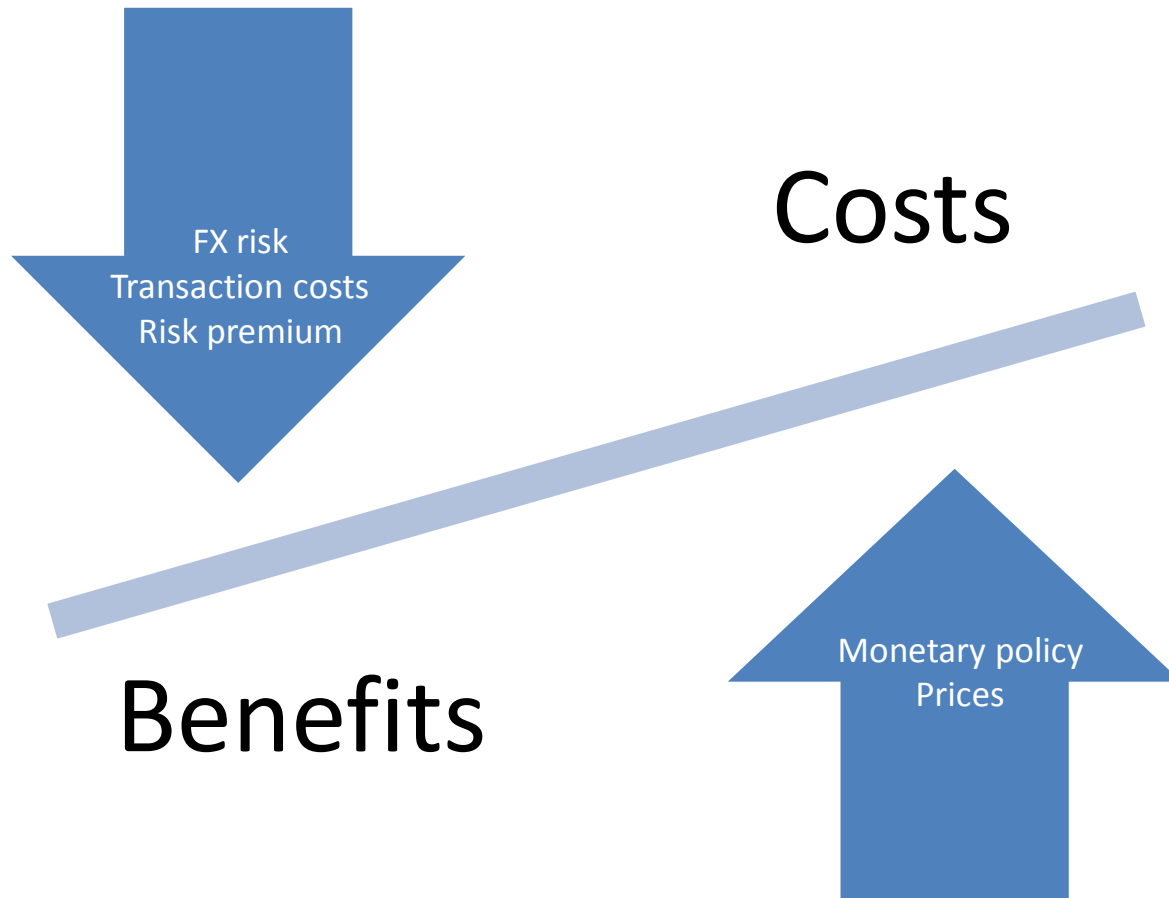 FX risk
Transaction costs
Risk premium
Costs
Benefits
Monetary policy
Prices